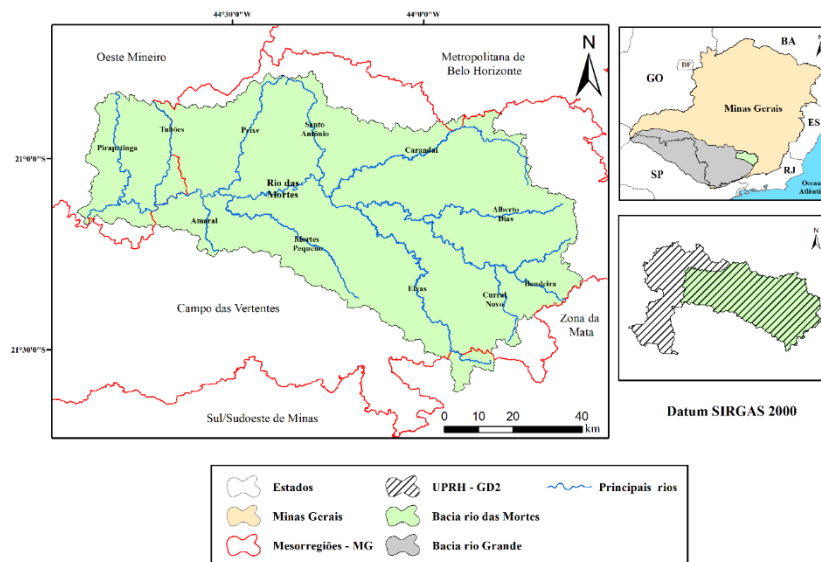 44°30'0"W
44°0'0"W
Oeste Mineiro
Metropolitana de
Belo Horizonte
N
Pirapetinga
Tabões
Peixe
Santo
Antônio
Carandaí
21°0'0"S
Rio das
Mortes
Alberto
Dias
Amaral
Mortes
Pequeno
Elvas
Curral
Novo
Bandeira
Campo das Vertentes
Zona da
Mata
21°30'0"S
Sul/Sudoeste de Minas
0 10 20 40
km
BA
N
GO
DF
Minas Gerais
ES
SP
RJ
Ocean
Atlânti
N
Datum SIRGAS 2000
Estados
UPRH - GD2
Principais rios
Minas Gerais
Bacia rio das Mortes
Mesorregiões - MG
Bacia rio Grande